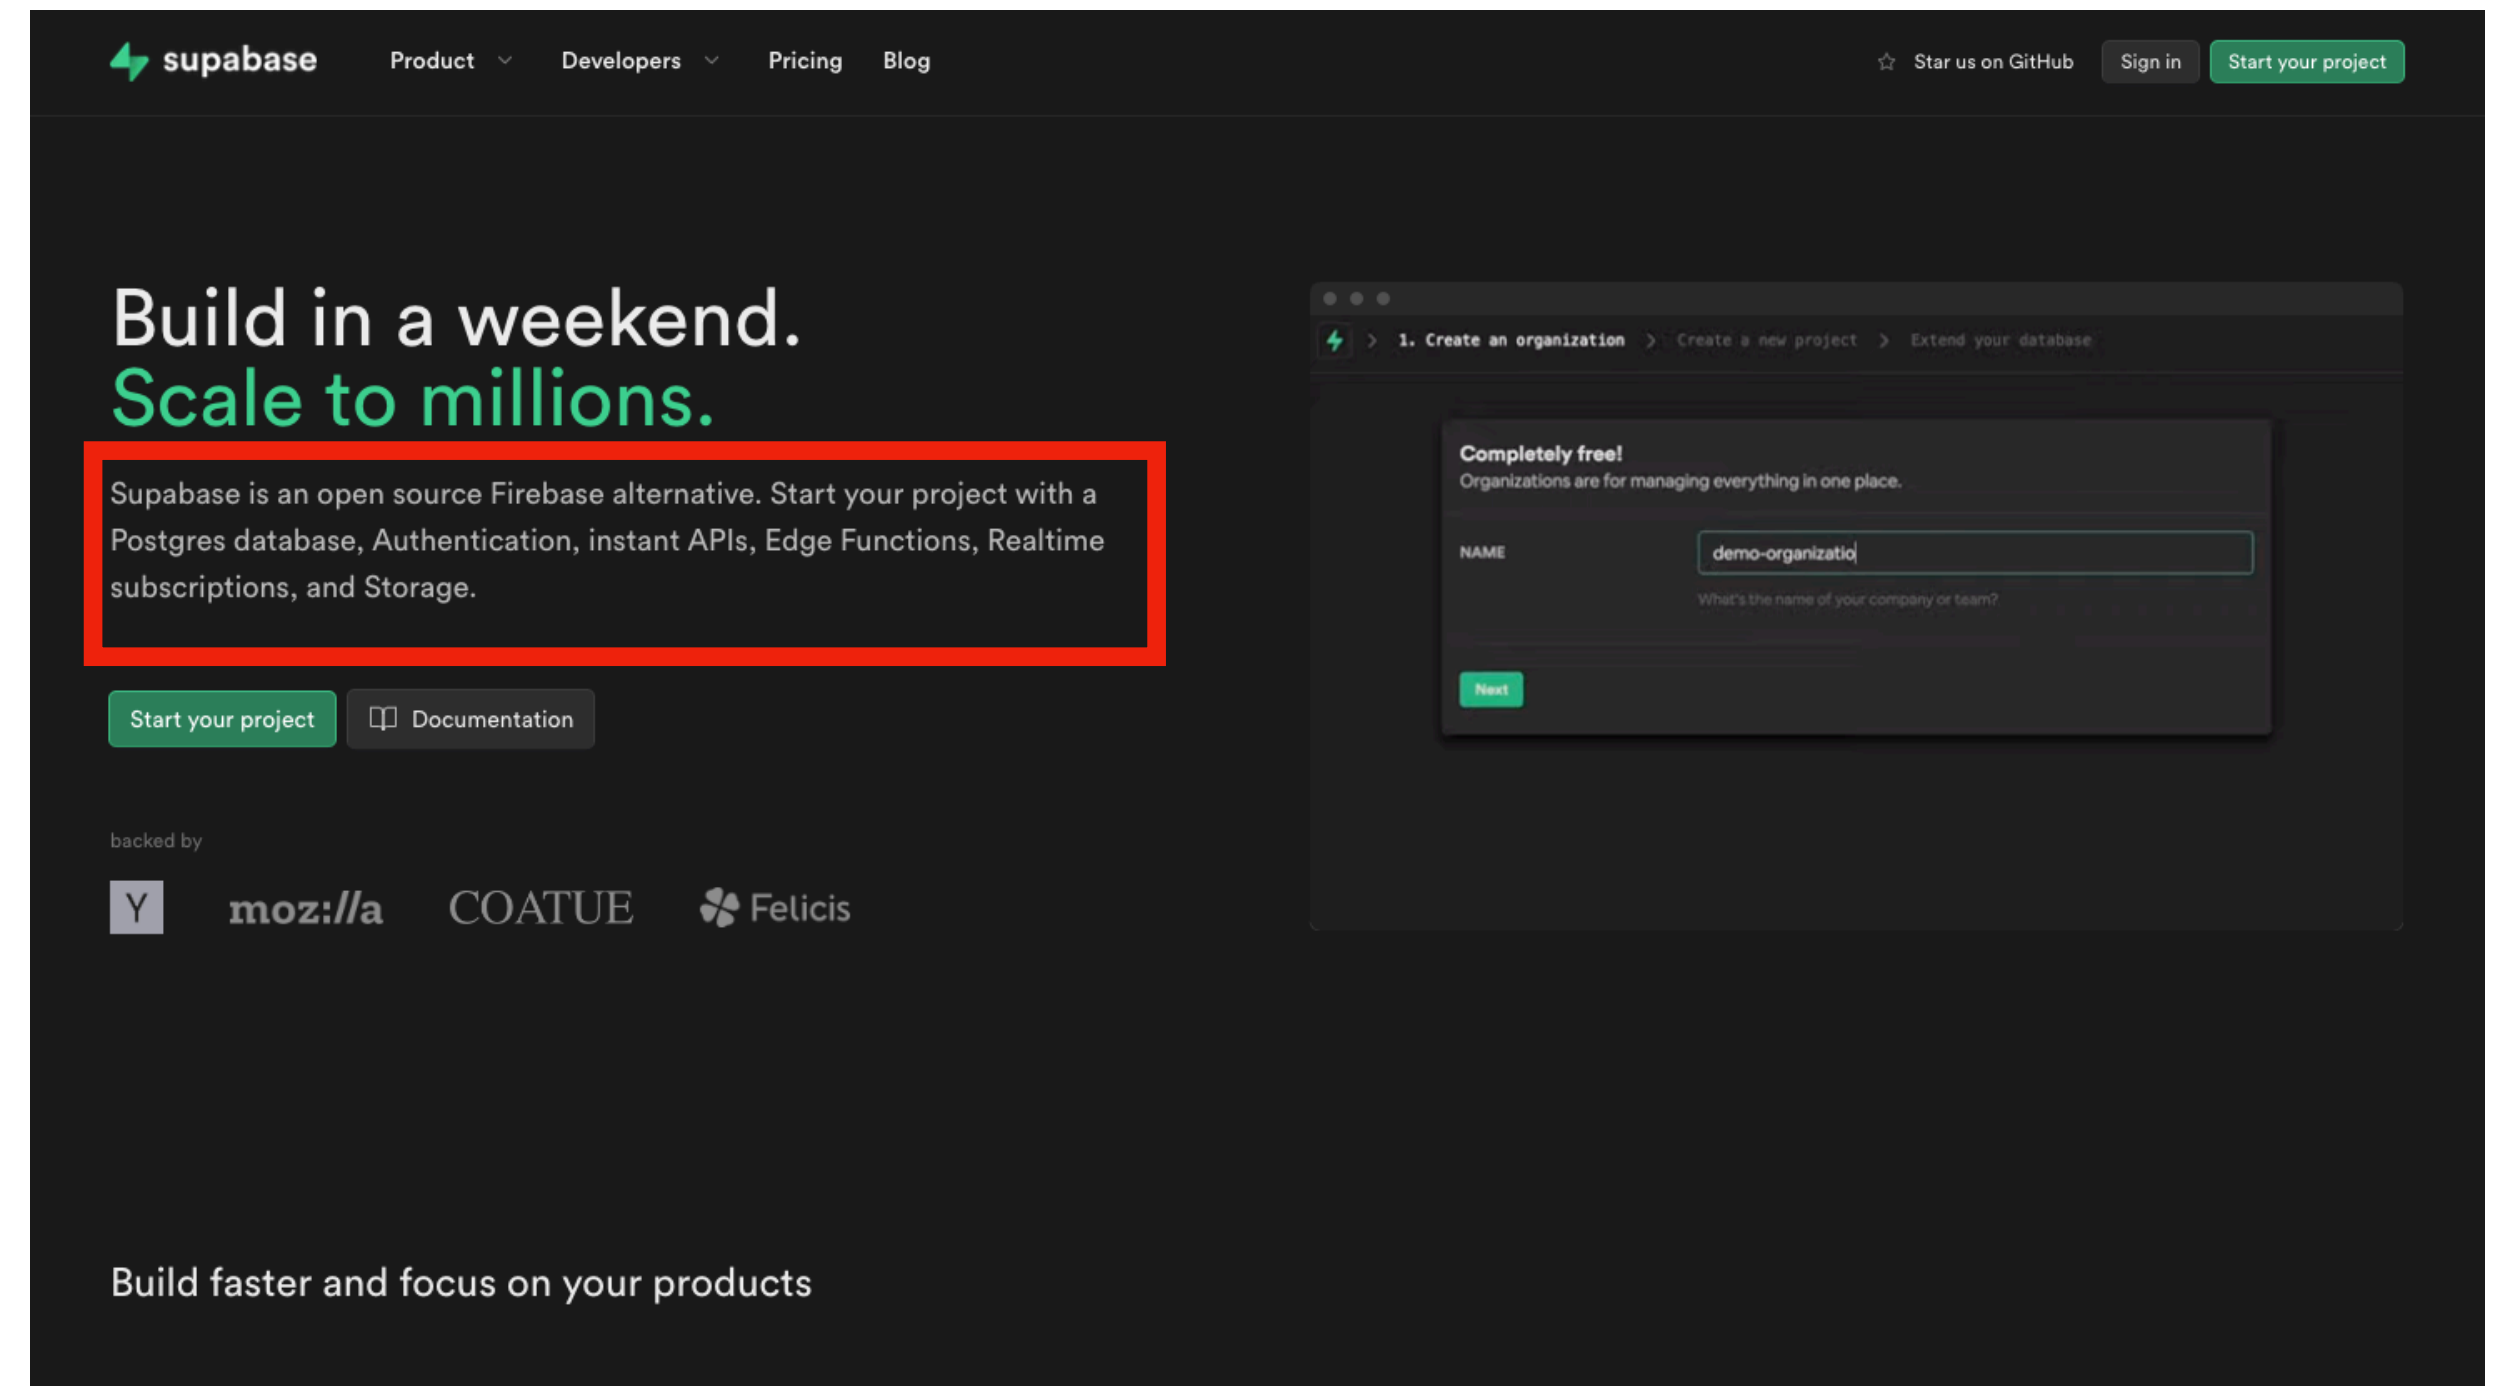 supabase
Product
Developers
Pricing
Blog
Star us on GitHub
Sign in
Start your project
Build in a weekend.
Scale to millions.
Supabase is an open source Firebase alternative. Start your project with a
Postgres database, Authentication, instant APIs, Edge Functions, Realtime
subscriptions, and Storage.
Start your project
Documentation
backed by
Y
moz://a
COATUE
Felicis
1. Create an organization > Create a new project > Extend your database
Completely free!
Organizations are for managing everything in one place.
NAME
demo-organizatio
What's the name of your company or team?
Next
Build faster and focus on your products